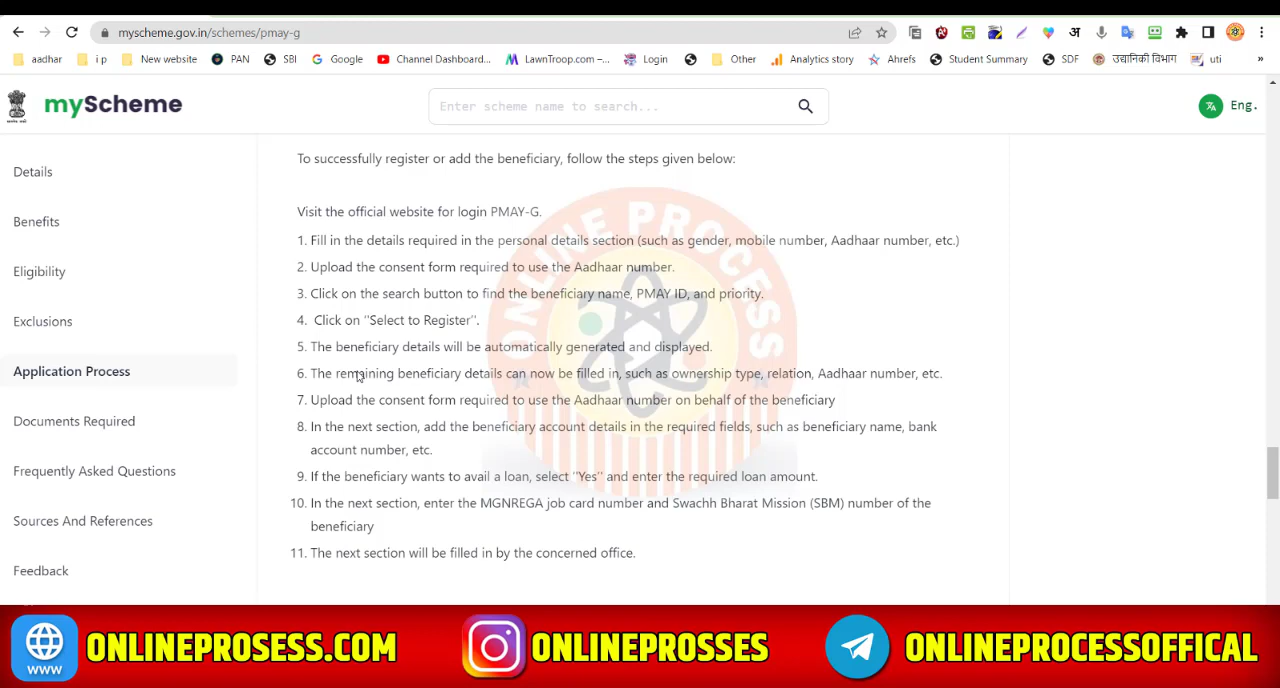 myscheme.gov.in/schemes/pmay-g
अ
aadhar
i p
New website
PAN
SBI
Google
Channel Dashboard...
LawnTroop.com –...
Login
Other
Analytics story
Ahrefs
Student Summary
SDF
उद्यानिकी विभाग
uti
»
myScheme
Enter scheme name to search...
Eng.
Details
Benefits
Eligibility
Exclusions
Application Process
Documents Required
Frequently Asked Questions
Sources And References
Feedback
To successfully register or add the beneficiary, follow the steps given below:
Visit the official website for login PMAY-G.
1. Fill in the details required in the personal details section (such as gender, mobile number, Aadhaar number, etc.)
2. Upload the consent form required to use the Aadhaar number.
3. Click on the search button to find the beneficiary name, PMAY ID, and priority.
4. Click on "Select to Register".
5. The beneficiary details will be automatically generated and displayed.
6. The remaining beneficiary details can now be filled in, such as ownership type, relation, Aadhaar number, etc.
7. Upload the consent form required to use the Aadhaar number on behalf of the beneficiary
8. In the next section, add the beneficiary account details in the required fields, such as beneficiary name, bank
account number, etc.
9. If the beneficiary wants to avail a loan, select "Yes" and enter the required loan amount.
10. In the next section, enter the MGNREGA job card number and Swachh Bharat Mission (SBM) number of the
beneficiary
11. The next section will be filled in by the concerned office.
ONLINE PROCESS
WWW
ONLINEPROSESS.COM
ONLINEPROSSES
ONLINEPROCESSOFFICAL